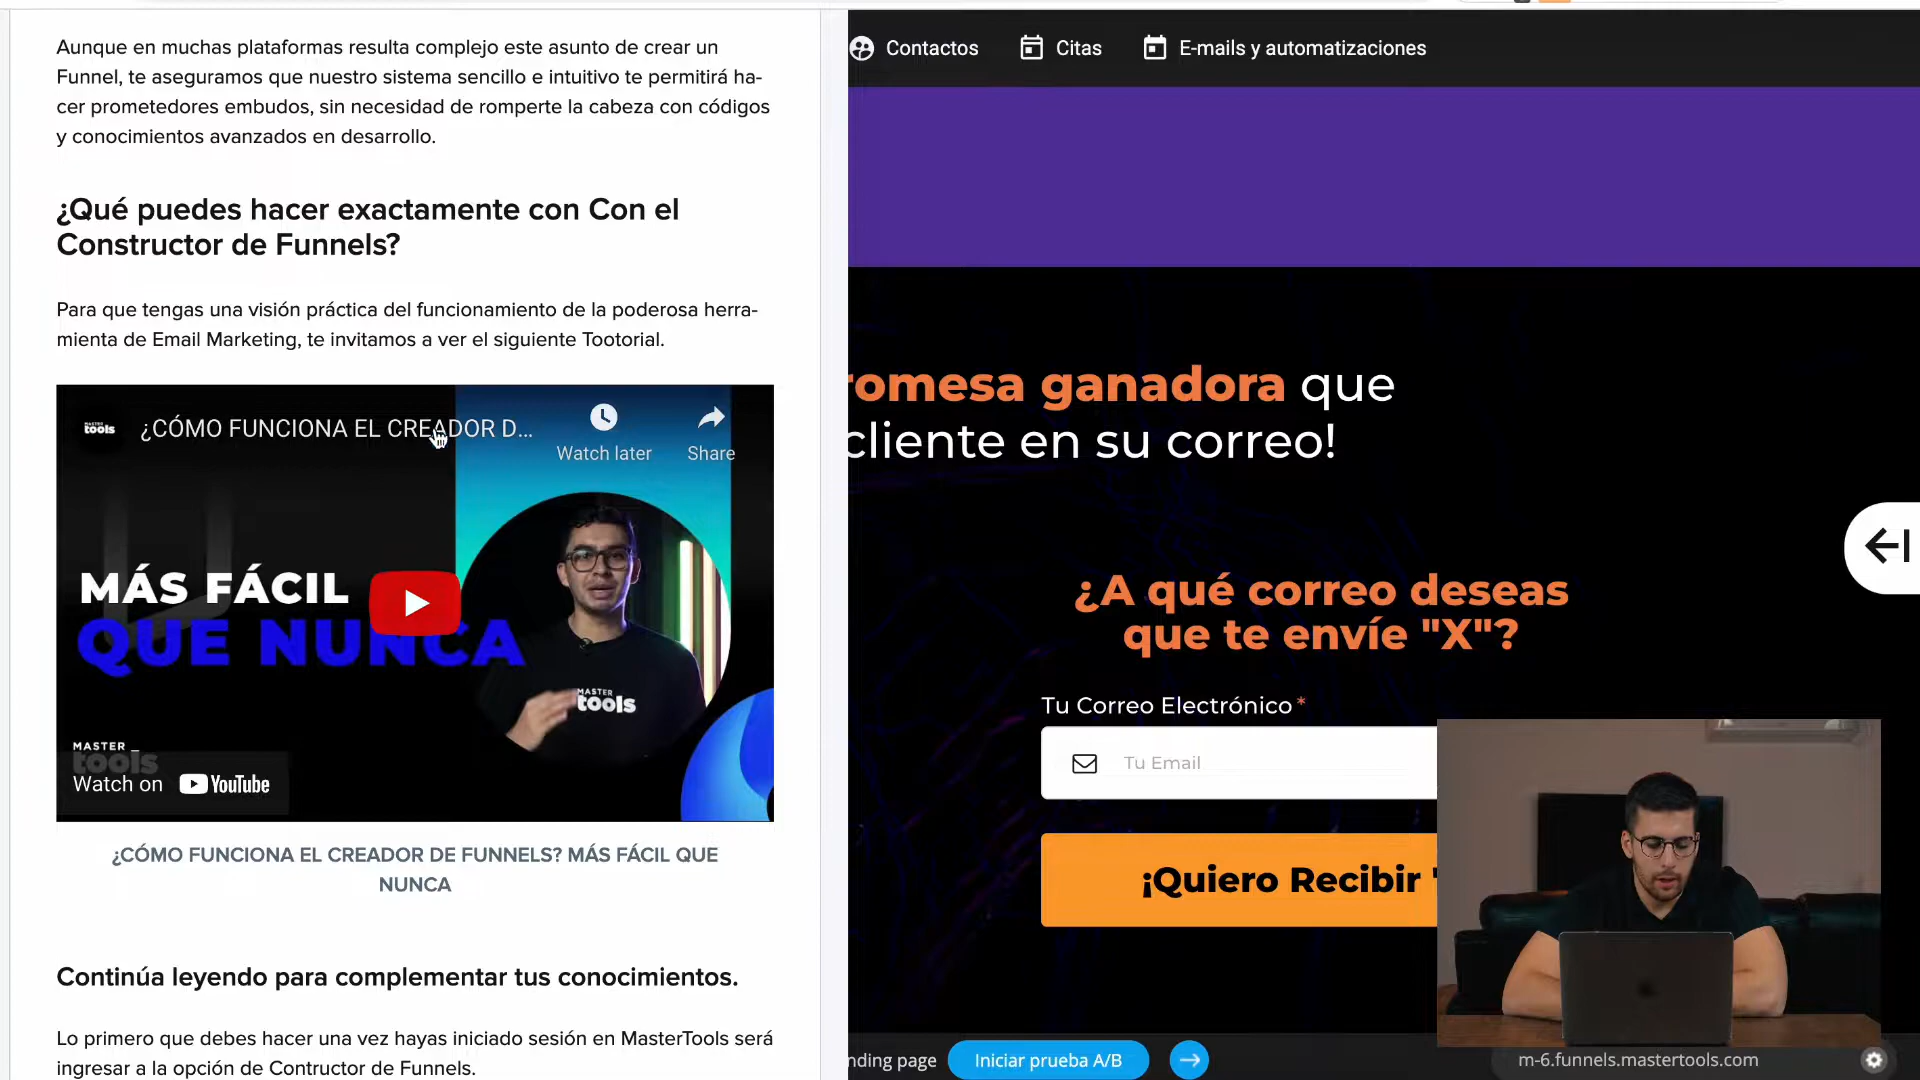 Aunque en muchas plataformas resulta complejo este asunto de crear un
Funnel, te aseguramos que nuestro sistema sencillo e intuitivo te permitirá ha-
cer prometedores embudos, sin necesidad de romperte la cabeza con códigos
y conocimientos avanzados en desarrollo.
¿Qué puedes hacer exactamente con Con el
Constructor de Funnels?
Para que tengas una visión práctica del funcionamiento de la poderosa herra-
mienta de Email Marketing, te invitamos a ver el siguiente Tootorial.
MASTER
tools
¿CÓMO FUNCIONA EL CREADOR D...
Watch later
Share
MÁS FÁCIL
QUE NUNCA
MASTER
tools
MASTER _
tools
Watch on YouTube
¿CÓMO FUNCIONA EL CREADOR DE FUNNELS? MÁS FÁCIL QUE
NUNCA
Continúa leyendo para complementar tus conocimientos.
Lo primero que debes hacer una vez hayas iniciado sesión en MasterTools será
ingresar a la opción de Contructor de Funnels.
Contactos
Citas
E-mails y automatizaciones
romesa ganadora que
cliente en su correo!
¿A qué correo deseas
que te envíe "X"?
Tu Correo Electrónico*
Tu Email
¡Quiero Recibir "
nding page
Iniciar prueba A/B
m-6.funnels.mastertools.com